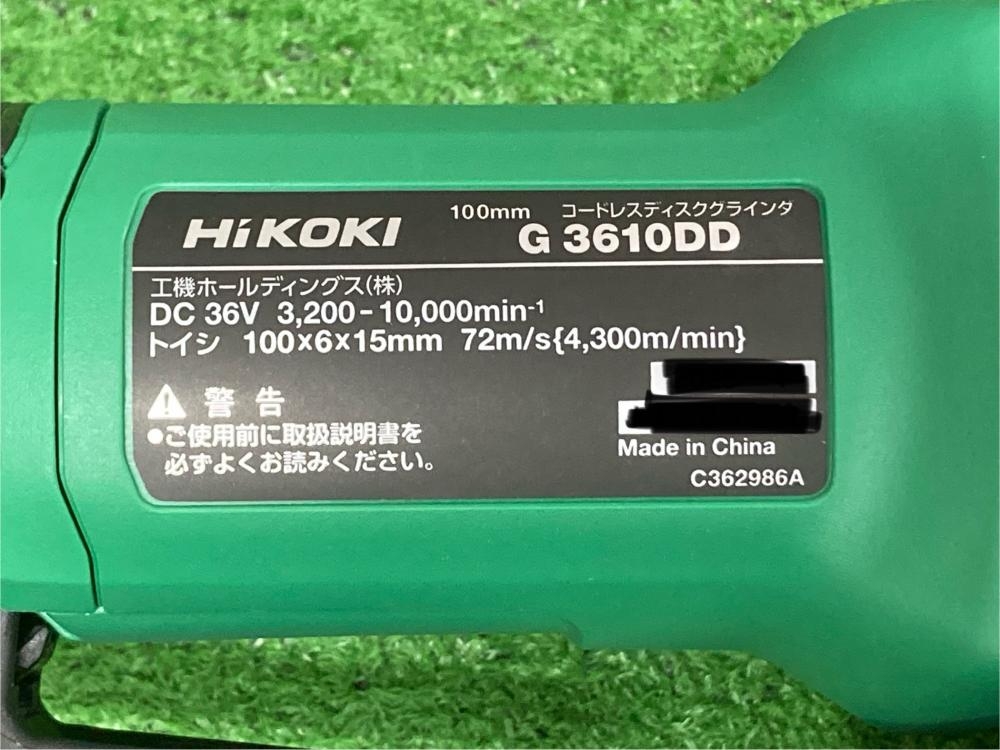 HiKOKI
100mm コードレスディスクグラインダ
G 3610DD
工機ホールディングス(株)
DC 36V 3,200-10,000min-1
トイシ 100×6×15mm 72m/s{4,300m/min}
警告
●ご使用前に取扱説明書を
必ずよくお読みください。
Made in China
C362986A